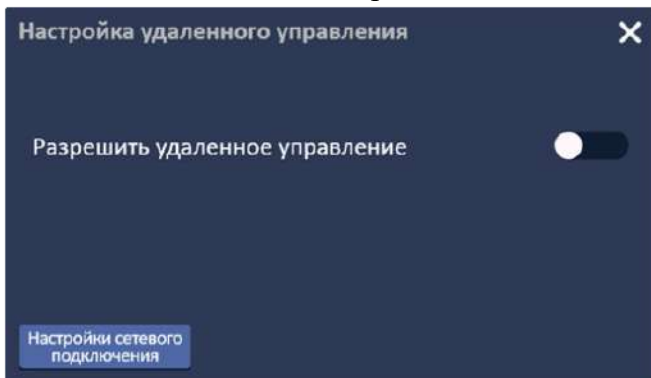 Настройка удаленного управления
Разрешить удаленное управление
Настройки сетевого
подключения